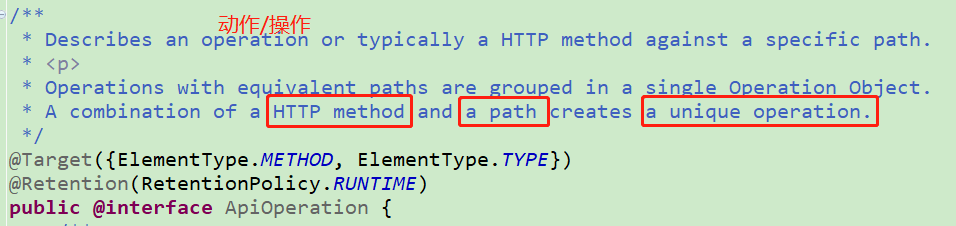 /**
动作/操作
* Describes an operation or typically a HTTP method against a specific path.
* <p>
* Operations with equivalent paths are grouped in a single Operation Object.
* A combination of a HTTP method and a path creates a unique operation.
*/
@Target({ElementType.METHOD, ElementType.TYPE})
@Retention(RetentionPolicy.RUNTIME)
public @interface ApiOperation {